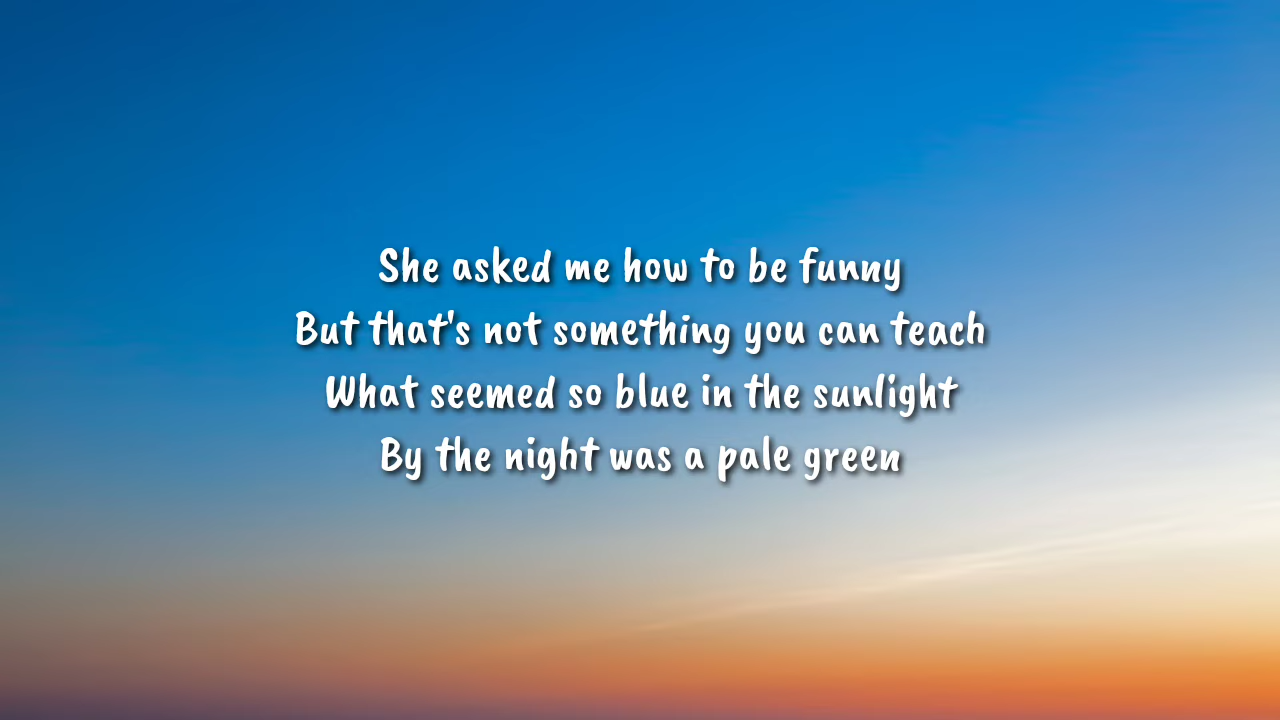 She asked me how to be funny
But that's not something you can teach
What seemed so blue in the sunlight
By the night was a pale green